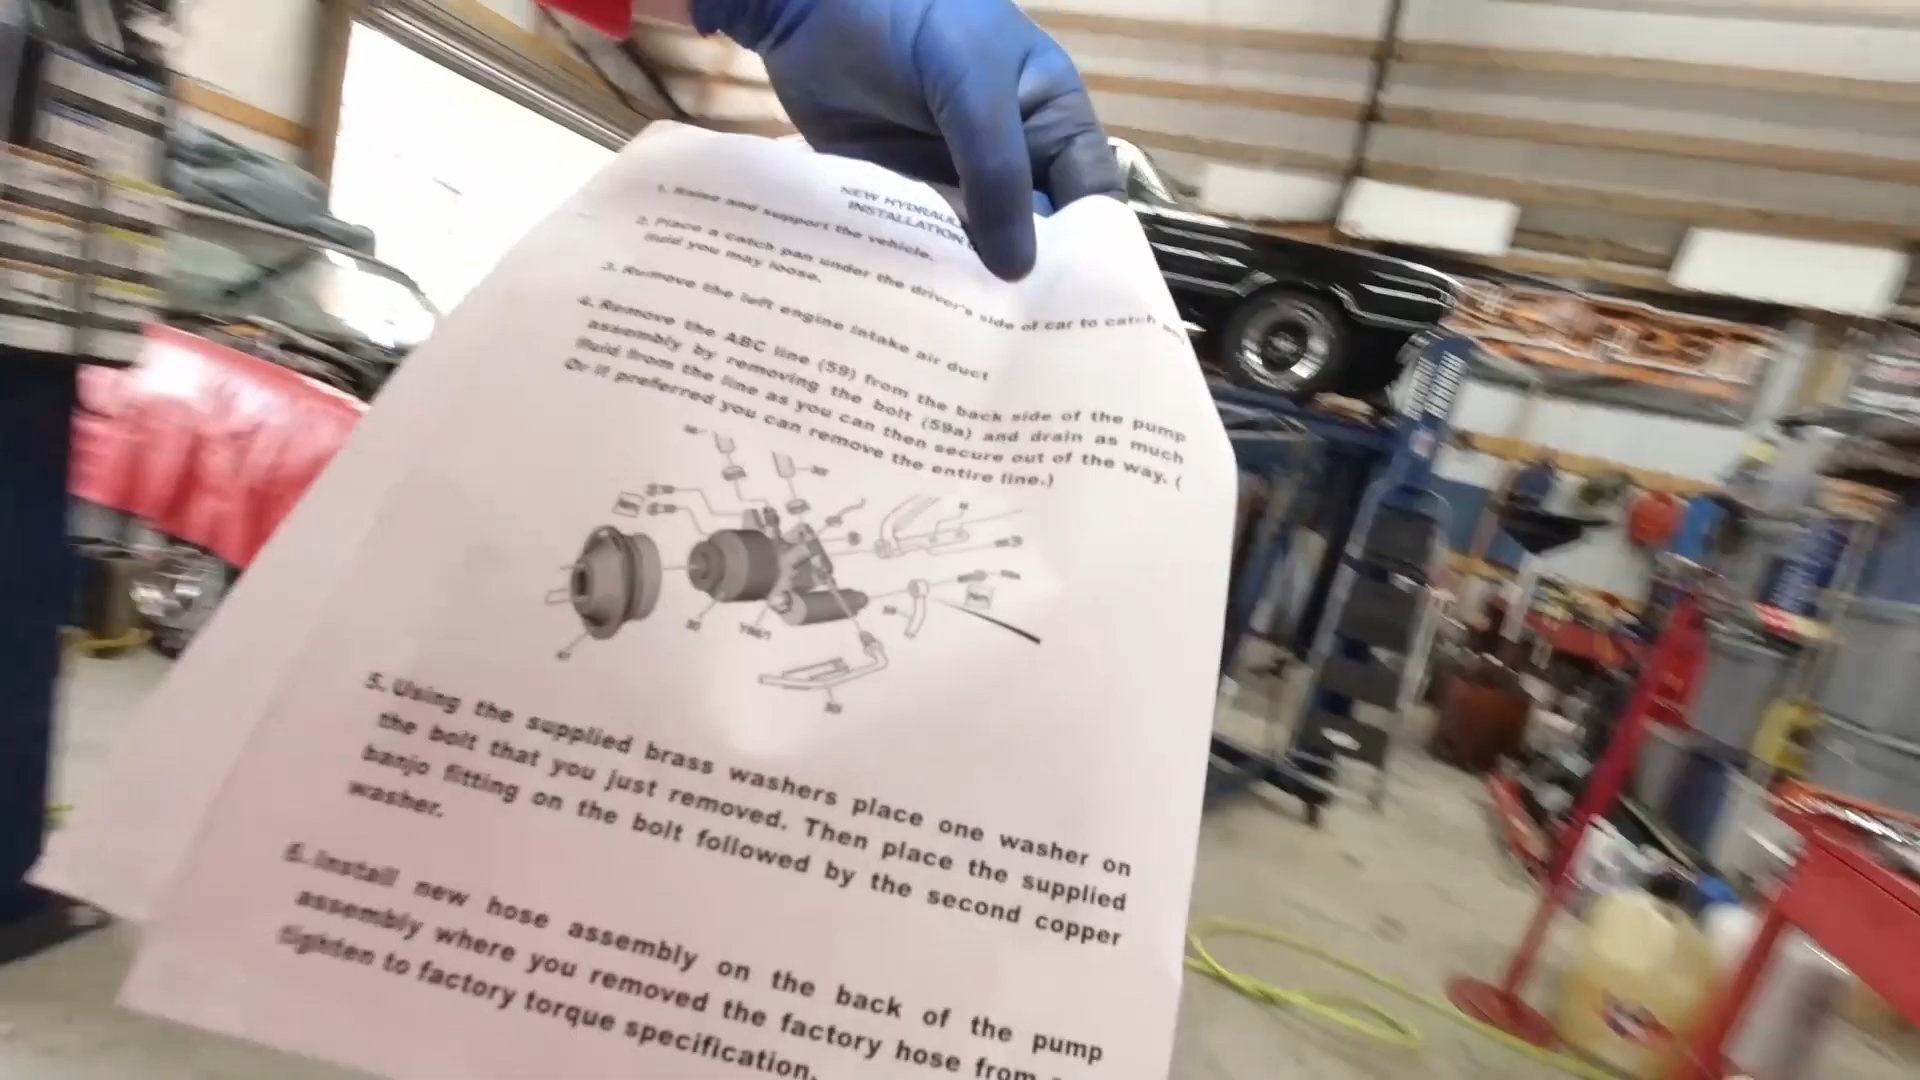 NEW HYDRAULIC
INSTALLATION
1. Raise and support the vehicle.
2. Place a catch pan under the driver's side of car to catch any
fluid you may loose.
3. Remove the left engine intake air duct
4. Remove the ABC line (59) from the back side of the pump
assembly by removing the bolt (59a) and drain as much
fluid from the line as you can then secure out of the way. (
Or if preferred you can remove the entire line.)
5. Using the supplied brass washers place one washer on
the bolt that you just removed. Then place the supplied
banjo fitting on the bolt followed by the second copper
washer.
6. Install new hose assembly on the back of the pump
assembly where you removed the factory hose from
tighten to factory torque specification.